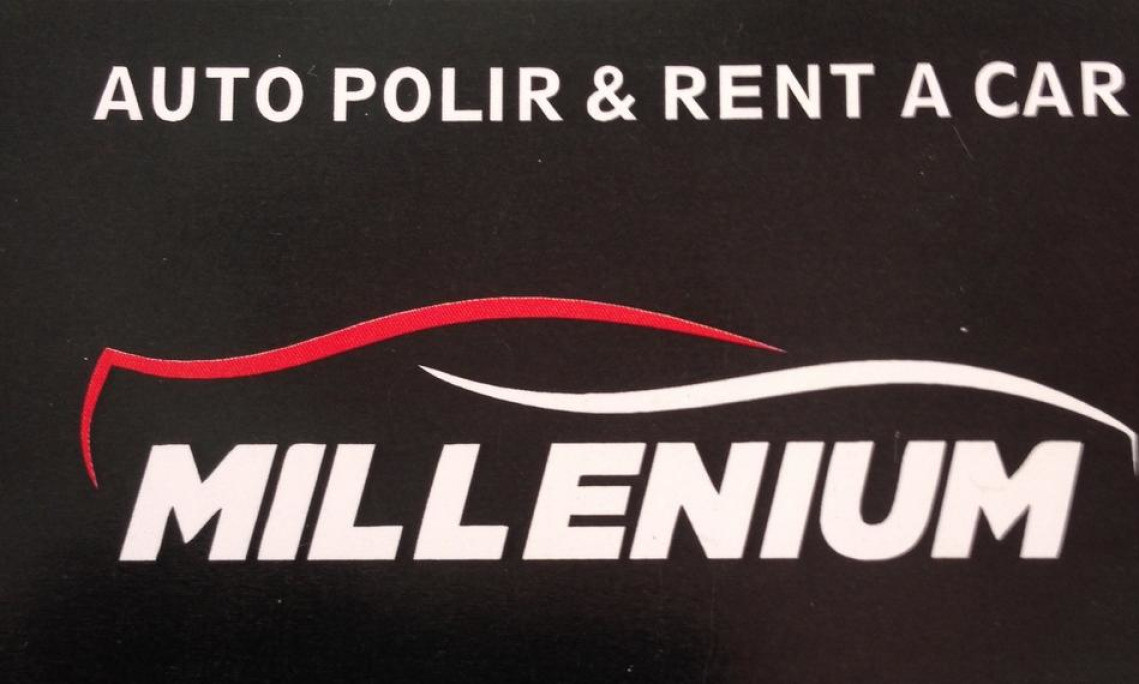 AUTO POLIR & RENT A CAR
MILLENIUM